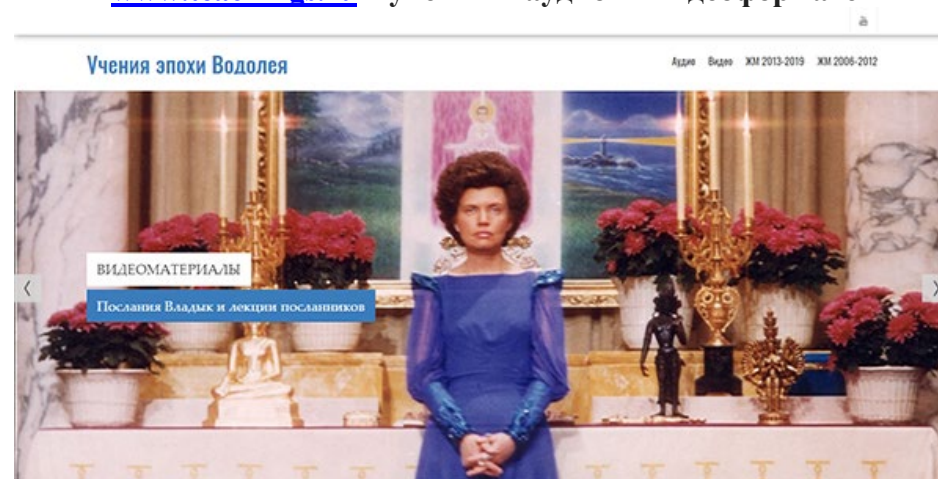 Учения эпохи Водолея
Аудио Видео ЖМ 2013-2019 ЖМ 2006-2012
ВИДЕОМАТЕРИАЛЫ
Послания Владык и лекции посланников